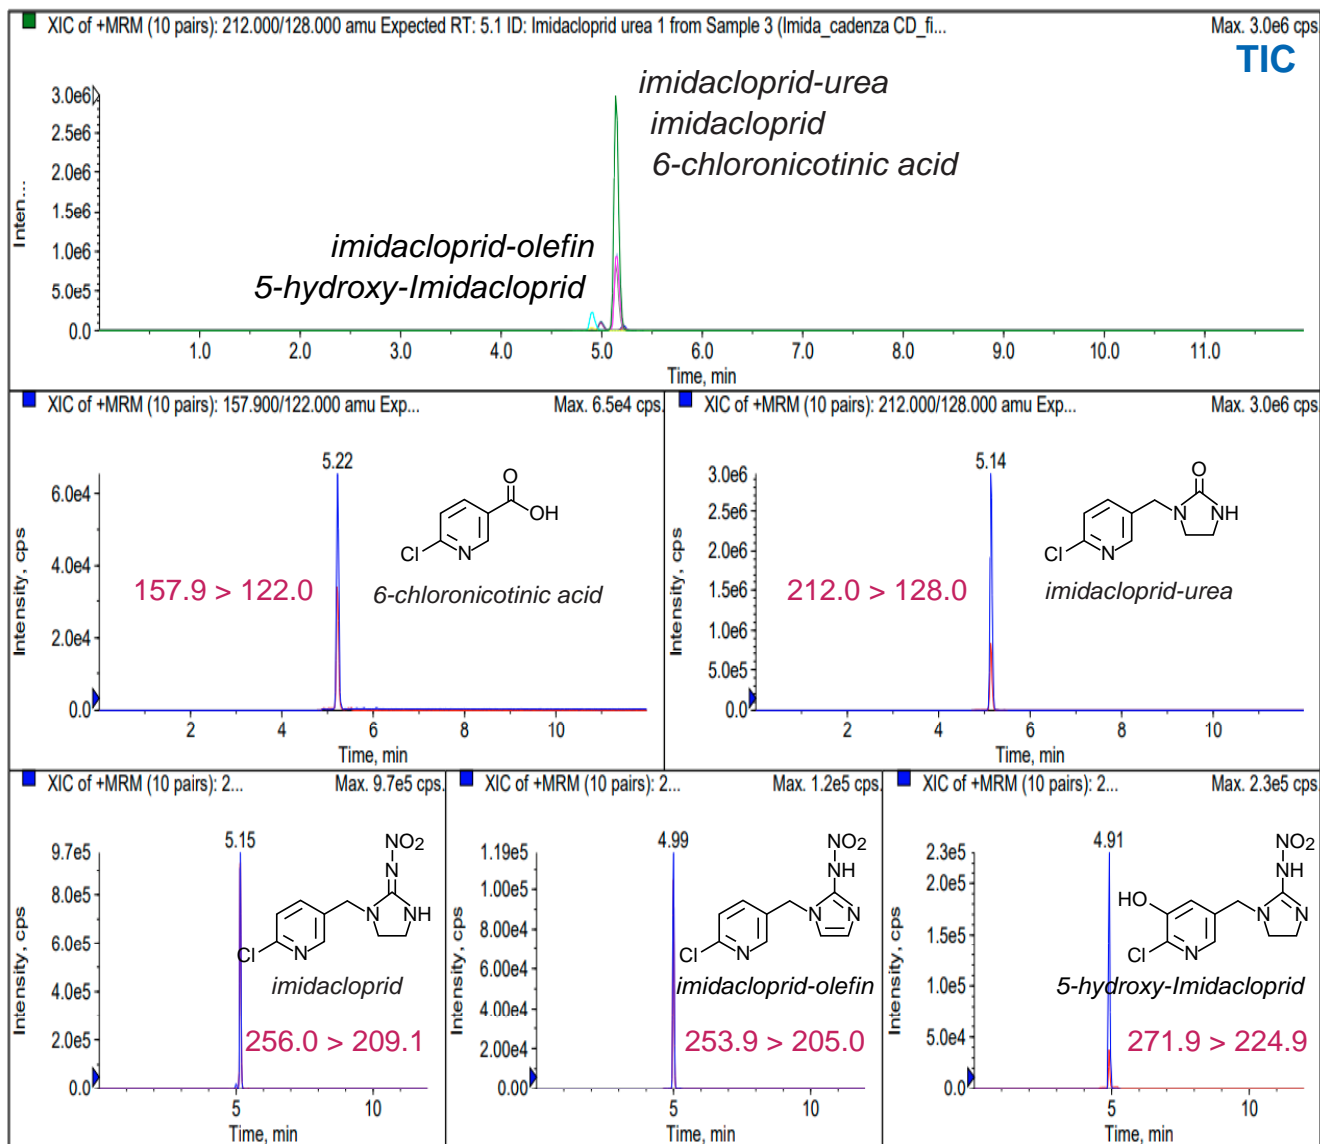 XIC of +MRM (10 pairs): 212.000/128.000 amu Expected RT: 5.1 ID: Imidacloprid urea 1 from Sample 3 (Imida_cadenza CD_fi... Max. 3.0e6 cps.
TIC
imidacloprid-urea
imidacloprid
6-chloronicotinic acid
imidacloprid-olefin
5-hydroxy-Imidacloprid
Inten...
3.0e6
2.5e6
2.0e6
1.5e6
1.0e6
5.0e5
0.0
1.0 2.0 3.0 4.0 5.0 6.0 7.0 8.0 9.0 10.0 11.0
Time, min
XIC of +MRM (10 pairs): 157.900/122.000 amu Exp... Max. 6.5e4 cps.
5.22
Intensity, cps
6.0e4
4.0e4
2.0e4
0.0
O
OH
Cl
N
157.9 > 122.0
6-chloronicotinic acid
2 4 6 8 10
Time, min
XIC of +MRM (10 pairs): 212.000/128.000 amu Exp... Max. 3.0e6 cps.
5.14
Intensity, cps
3.0e6
2.5e6
2.0e6
1.5e6
1.0e6
5.0e5
0.0
O
N
NH
Cl
N
212.0 > 128.0
imidacloprid-urea
2 4 6 8 10
Time, min
XIC of +MRM (10 pairs): 2... Max. 9.7e5 cps.
5.15
Intensity, cps
9.7e5
8.0e5
6.0e5
4.0e5
2.0e5
0.0
NO2
N
N
NH
Cl
N
imidacloprid
256.0 > 209.1
5 10
Time, min
XIC of +MRM (10 pairs): 2... Max. 1.2e5 cps.
4.99
Intensity, cps
1.19e5
1.00e5
8.00e4
6.00e4
4.00e4
2.00e4
0.00
NO2
NH
N
N
Cl
N
imidacloprid-olefin
253.9 > 205.0
5 10
Time, min
XIC of +MRM (10 pairs): 2... Max. 2.3e5 cps.
4.91
Intensity, cps
2.3e5
2.0e5
1.5e5
1.0e5
5.0e4
0.0
NO2
NH
HO
N
N
Cl
N
5-hydroxy-Imidacloprid
271.9 > 224.9
5 10
Time, min